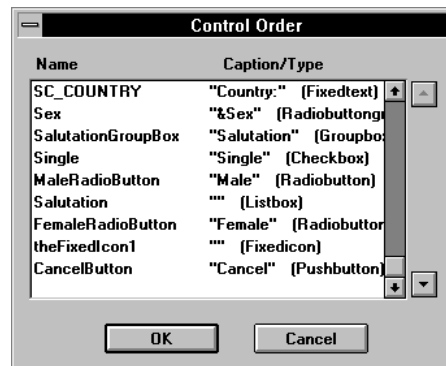 Control Order
Name Caption/Type
SC_COUNTRY "Country:" (Fixedtext)
Sex "&Sex" (Radiobuttongr
SalutationGroupBox "Salutation" (Groupbo
Single "Single" (Checkbox)
MaleRadioButton "Male" (Radiobutton)
Salutation "" (Listbox)
FemaleRadioButton "Female" (Radiobutton
theFixedIcon1 "" (Fixedicon)
CancelButton "Cancel" (Pushbutton)
OK Cancel